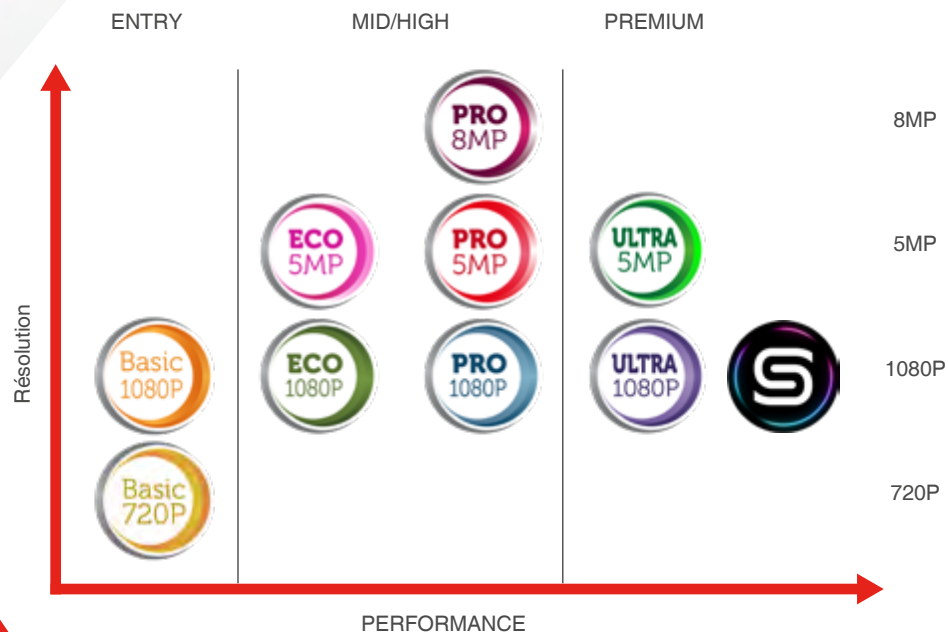 ENTRY
MID/HIGH
PREMIUM
PRO
8MP
8MP
ECO
5MP
PRO
5MP
ULTRA
5MP
5MP
Résolution
Basic
1080P
ECO
1080P
PRO
1080P
ULTRA
1080P
S
1080P
Basic
720P
720P
PERFORMANCE